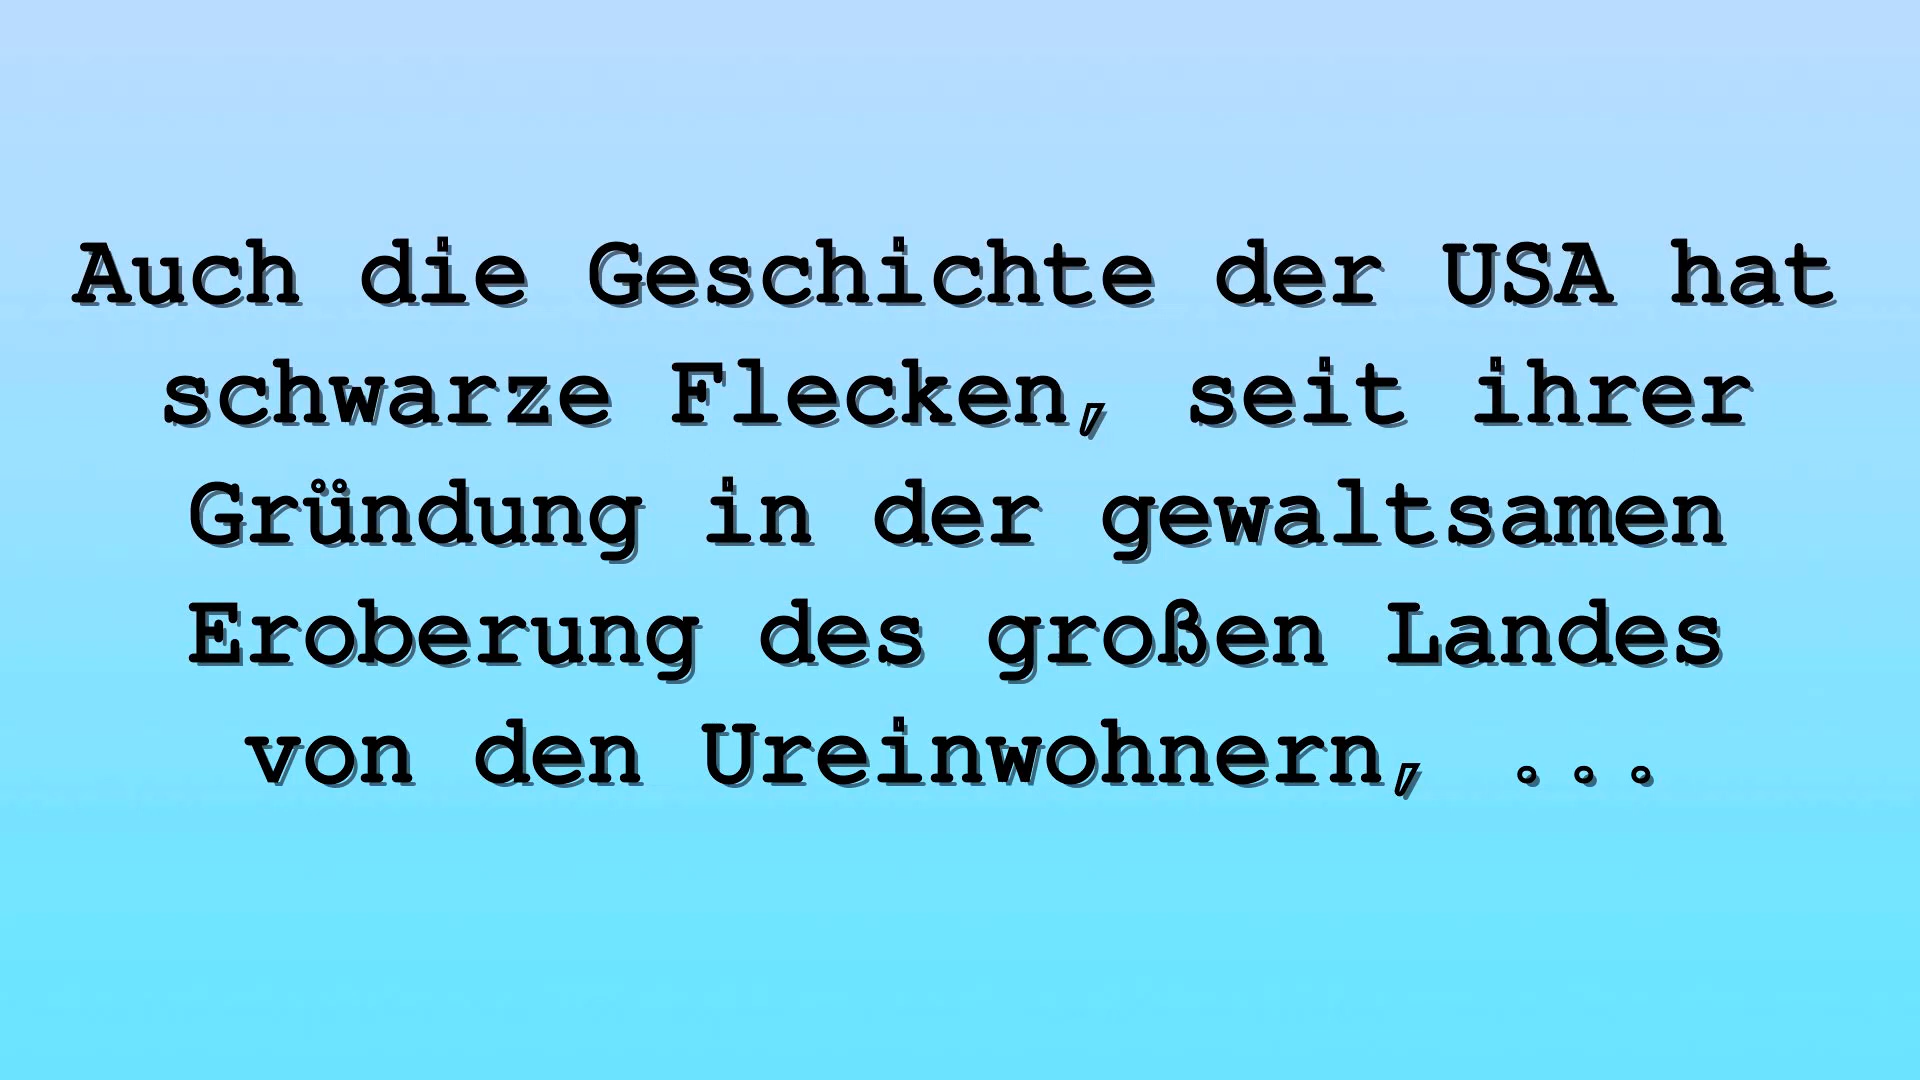 Auch die Geschichte der USA hat
schwarze Flecken, seit ihrer
Gründung in der gewaltsamen
Eroberung des großen Landes
von den Ureinwohnern, ...